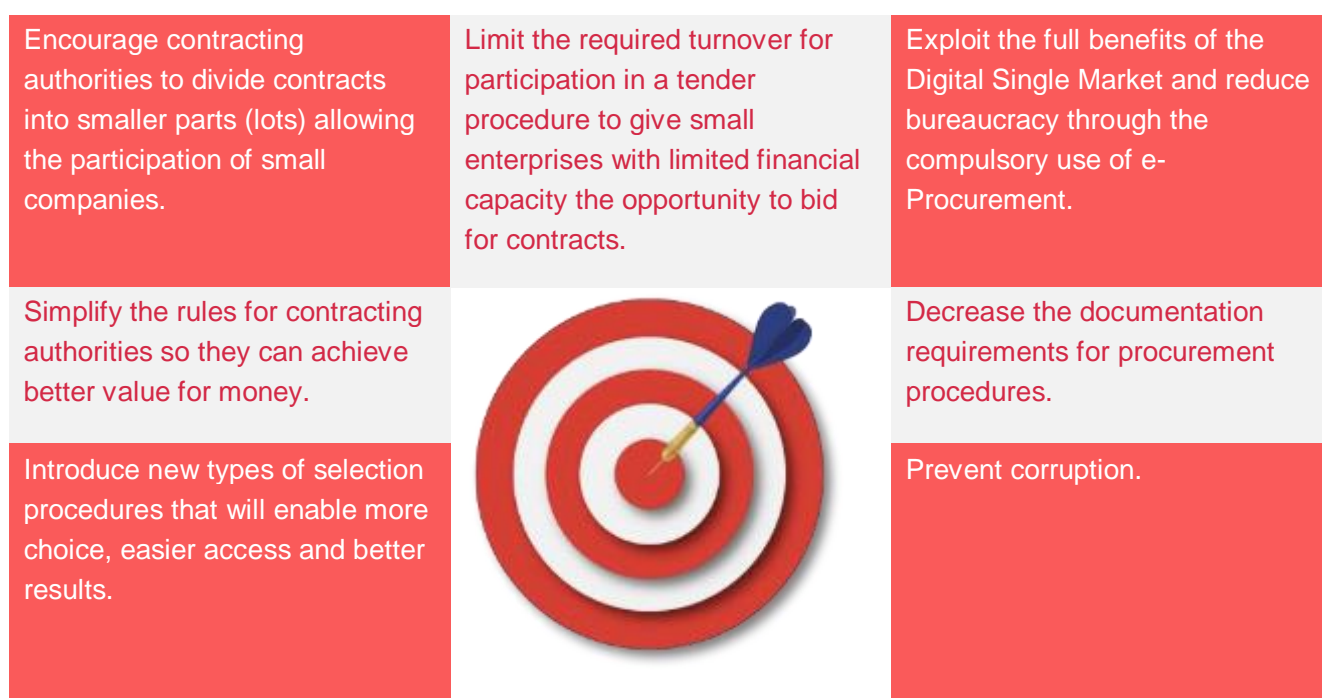 Encourage contracting
authorities to divide contracts
into smaller parts (lots) allowing
the participation of small
companies.
Limit the required turnover for
participation in a tender
procedure to give small
enterprises with limited financial
capacity the opportunity to bid
for contracts.
Exploit the full benefits of the
Digital Single Market and reduce
bureaucracy through the
compulsory use of e-
Procurement.
Simplify the rules for contracting
authorities so they can achieve
better value for money.
Decrease the documentation
requirements for procurement
procedures.
Introduce new types of selection
procedures that will enable more
choice, easier access and better
results.
Prevent corruption.